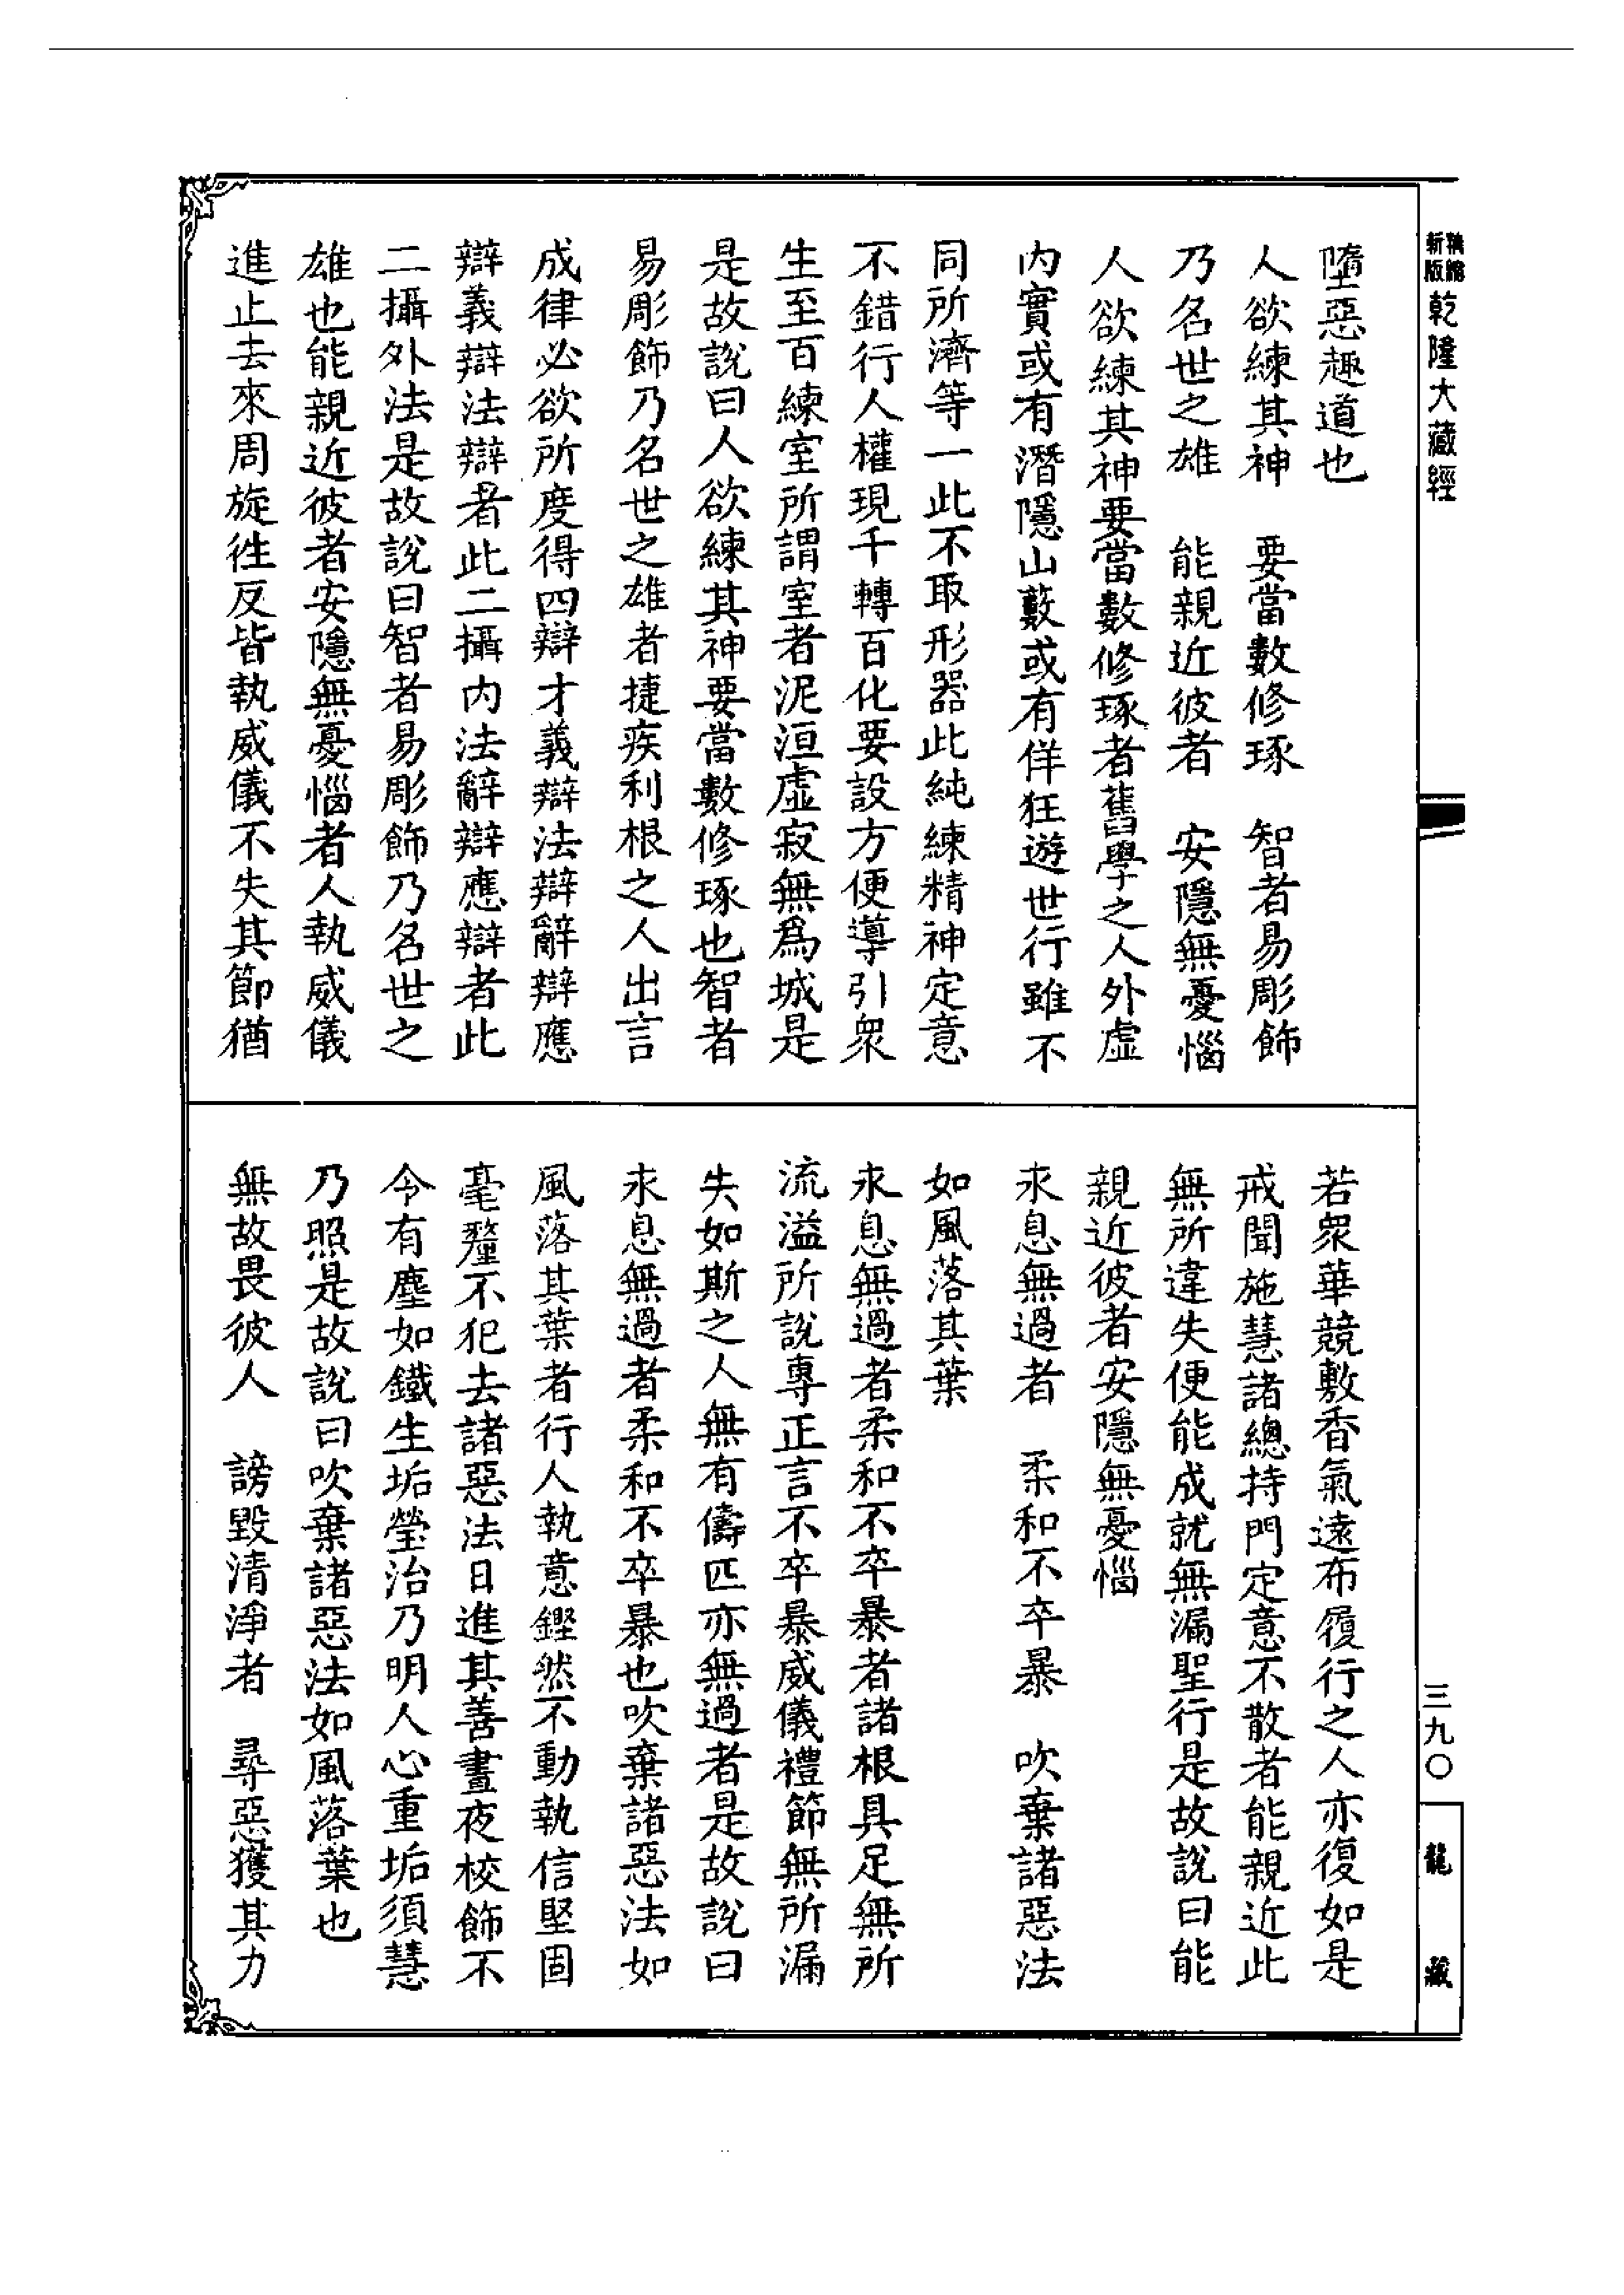 新版
精縮
乾隆大藏經
墮惡趣道也
人欲練其神　要當數修琢　智者易彫飾
乃名世之雄　能親近彼者　安隱無憂惱
人欲練其神要當數修琢者舊學之人外虛
内實或有潛隱山藪或有佯狂遊世行雖不
同所濟等一此不取形器此純練精神定意
不錯行人權現千轉百化要設方便導引衆
生至百練室所謂室者泥洹虛寂無爲城是
是故說曰人欲練其神要當數修琢也智者
易彫飾乃名世之雄者捷疾利根之人出言
成律必欲所度得四辯才義辯法辯辭辯應
辯義辯法辯者此二攝内法辭辯應辯者此
二攝外法是故說曰智者易彫飾乃名世之
雄也能親近彼者安隱無憂惱者人執威儀
進止去來周旋徃反皆執威儀不失其節猶
若衆華競敷香氣遠布履行之人亦復如是
戒聞施慧諸總持門定意不散者能親近此
無所違失便能成就無漏聖行是故說曰能
親近彼者安隱無憂惱
永息無過者　柔和不卒暴　吹棄諸惡法
如風落其葉
永息無過者柔和不卒暴者諸根具足無所
流溢所說專正言不卒暴威儀禮節無所漏
失如斯之人無有儔匹亦無過者是故說曰
永息無過者柔和不卒暴也吹棄諸惡法如
風落其葉者行人執意鏗然不動執信堅固
毫釐不犯去諸惡法日進其善晝夜校飾不
令有塵如鐵生垢瑩治乃明人心重垢須慧
乃照是故說曰吹棄諸惡法如風落葉也
無故畏彼人　謗毀清淨者　尋惡獲其力
三九〇
龍藏